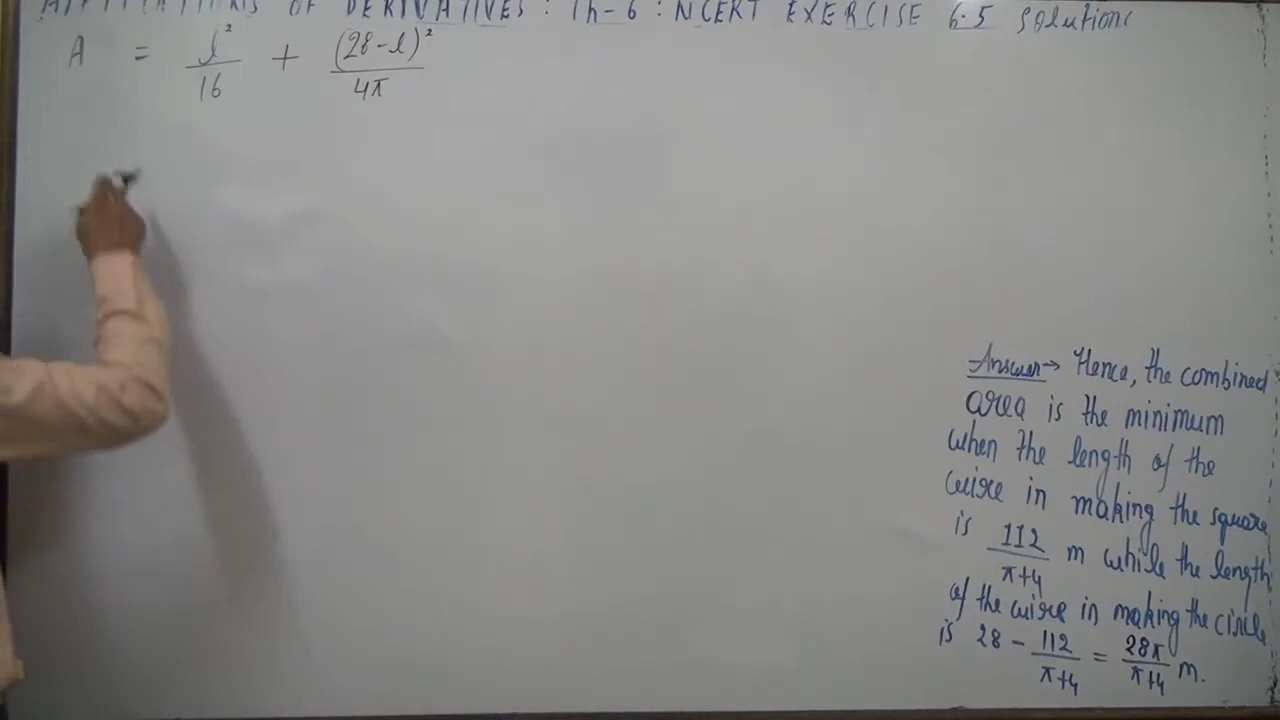 APPLICATIONS OF DERIVATIVES : Ch-6 : NCERT EXERCISE 6.5 Solutions
A = l²/16 + (28-l)²/4π
Answer→ Hence, the combined
area is the minimum
when the length of the
wire in making the square
is 112/π+4 m while the length
of the wire in making the circle
is 28 - 112/π+4 = 28π/π+4 m.